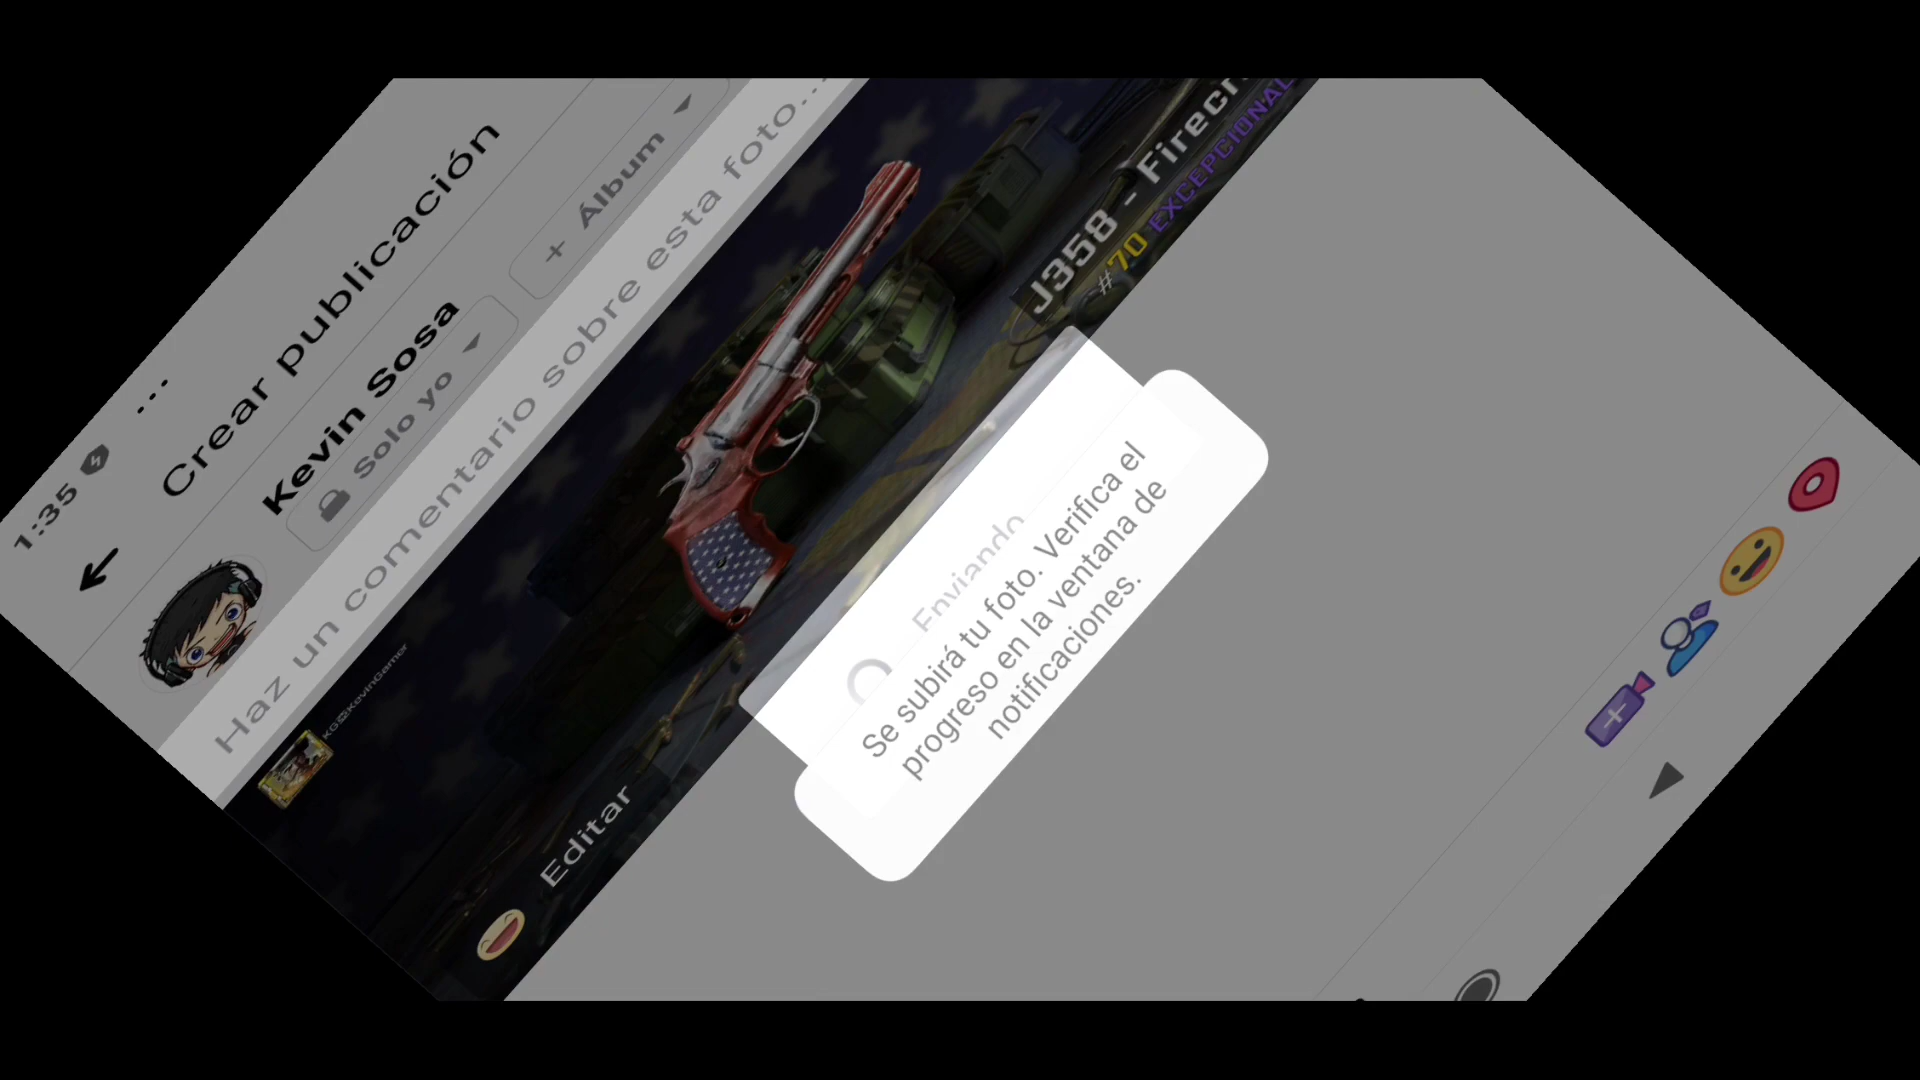 1:35
Crear publicación
Kevin Sosa
Solo yo
+ Álbum
Haz un comentario sobre esta foto...
KGS2KevinGamer
J358 -
#70 EXCEPCIONAL
Editar
Enviando
Se subirá tu foto. Verifica el
progreso en la ventana de
notificaciones.